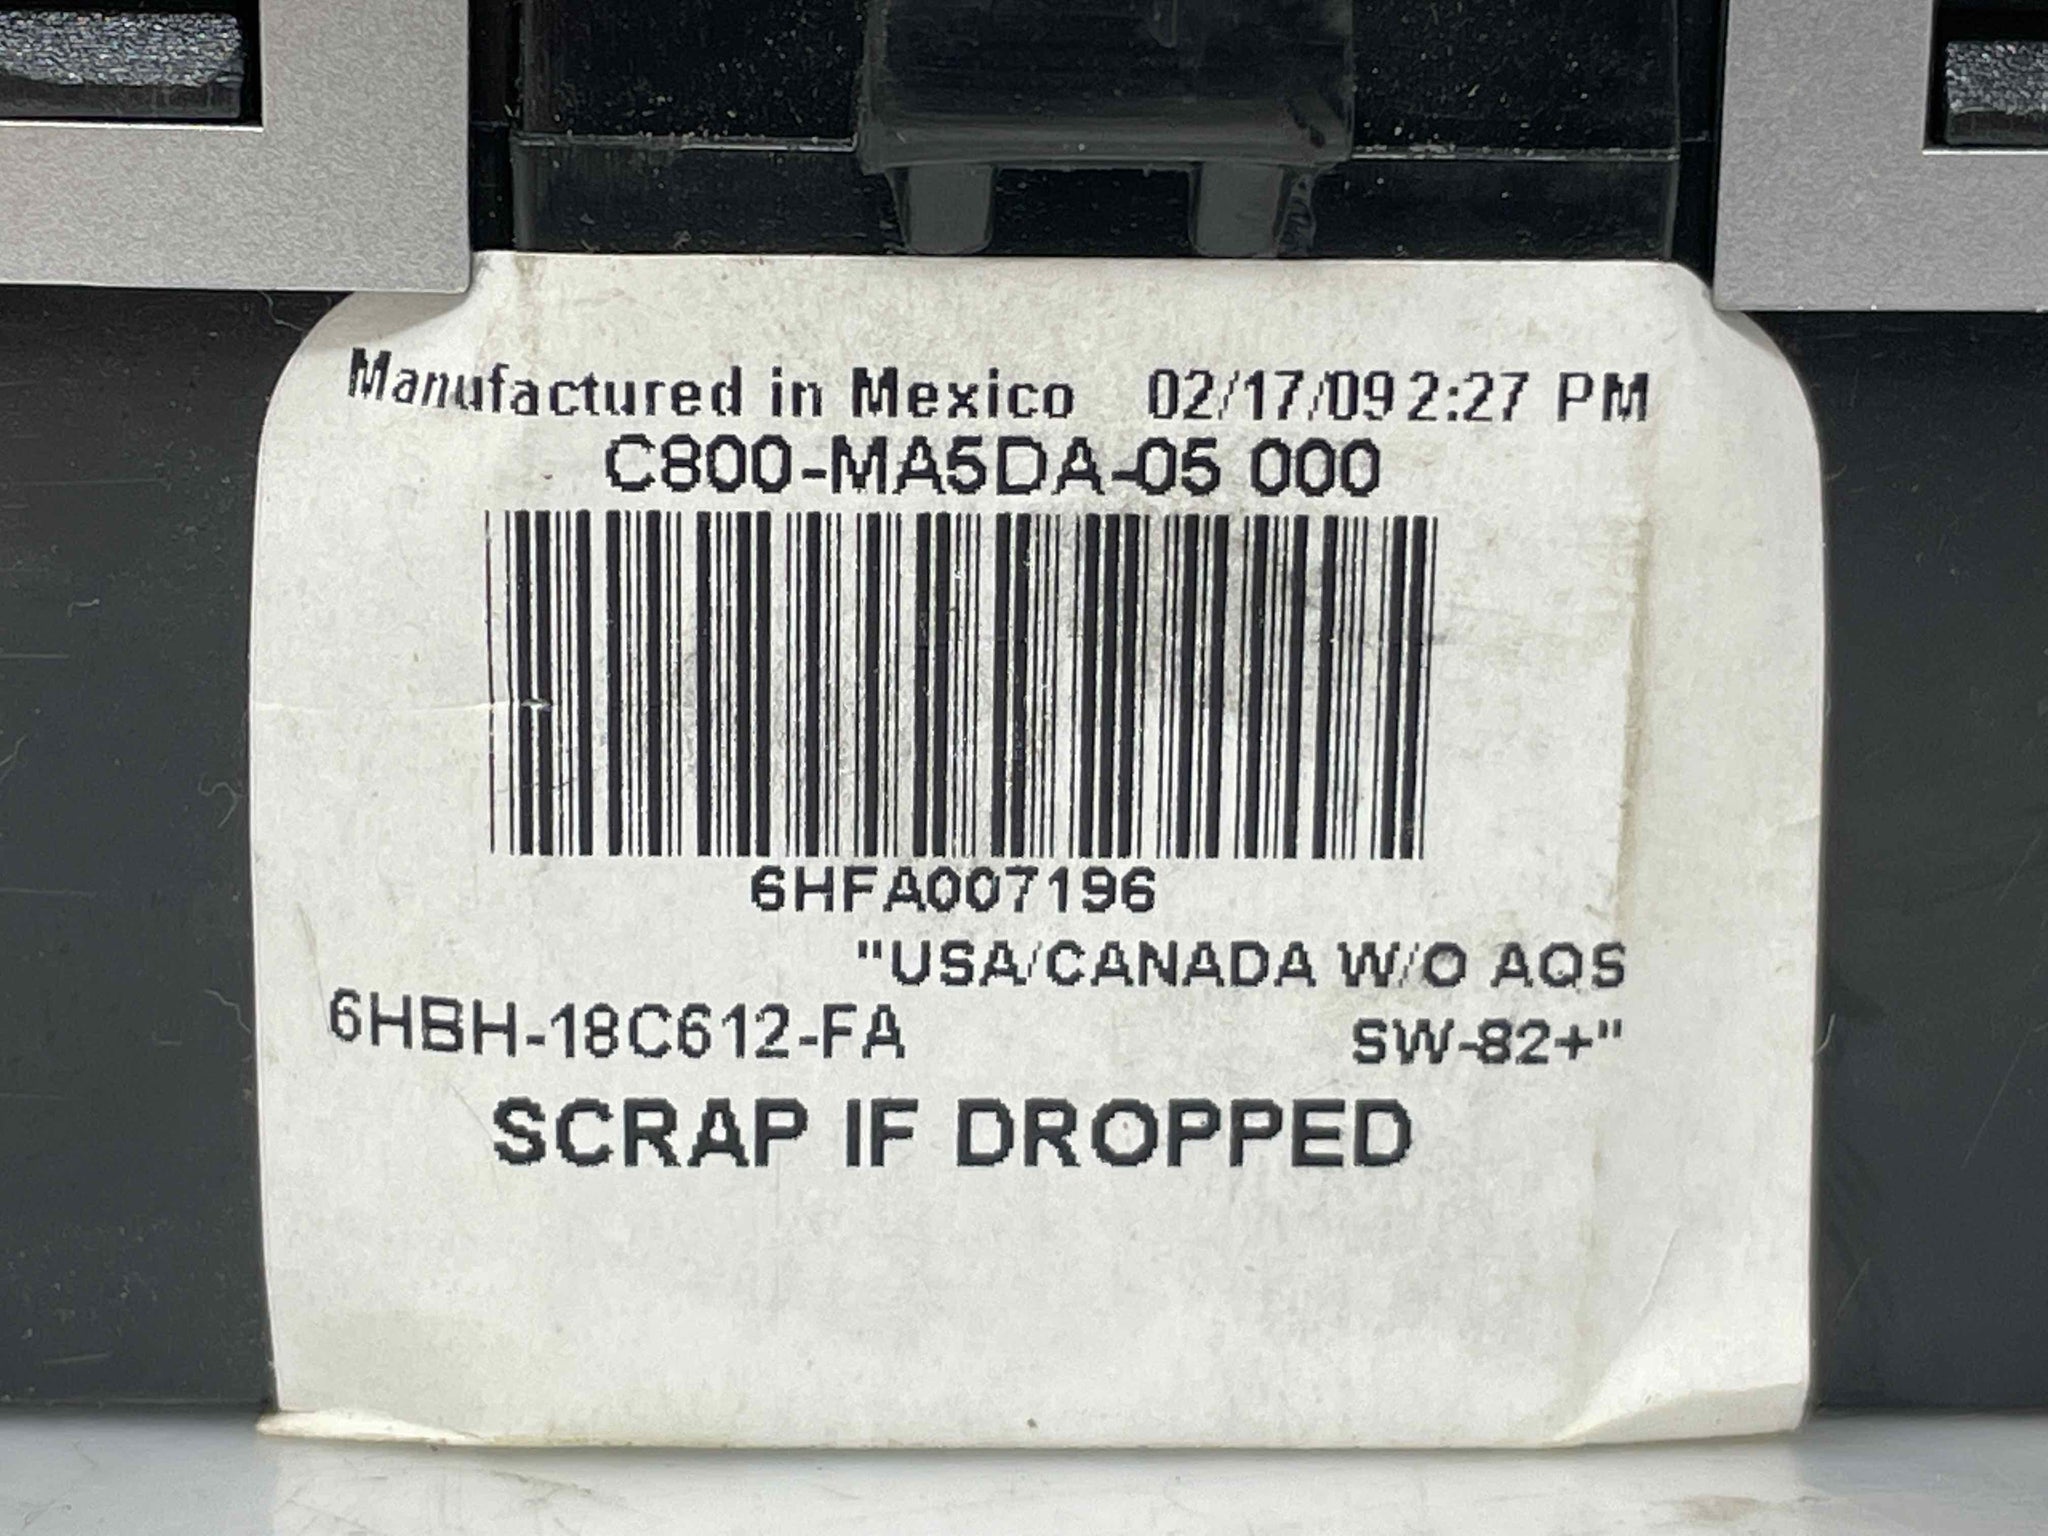 Manufactured in Mexico 02/17/09 2:27 PM
C800-MA5DA-05 000
6HFA007196
"USA/CANADA W/O AQS
6HBH-18C612-FA SW-82+"
SCRAP IF DROPPED